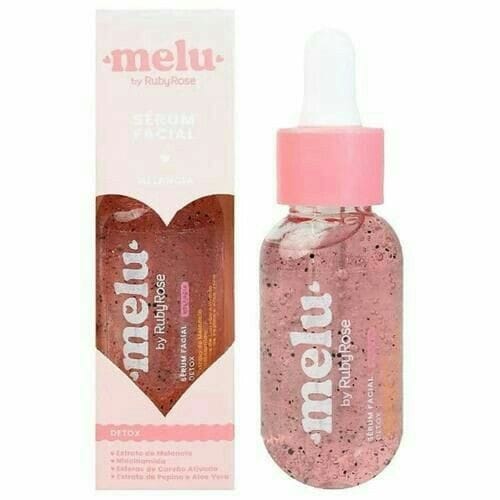 melu
by RubyRose
SÉRUM
FACIAL
MELANCIA
melu
by RubyRose
SÉRUM FACIAL
DETOX
DETOX
Extrato de Melancia
Niacinamida
Esferas de Carvão Ativado
Extrato de Pepino e Aloe Vera
melu
by RubyRose
SÉRUM FACIAL
DETOX